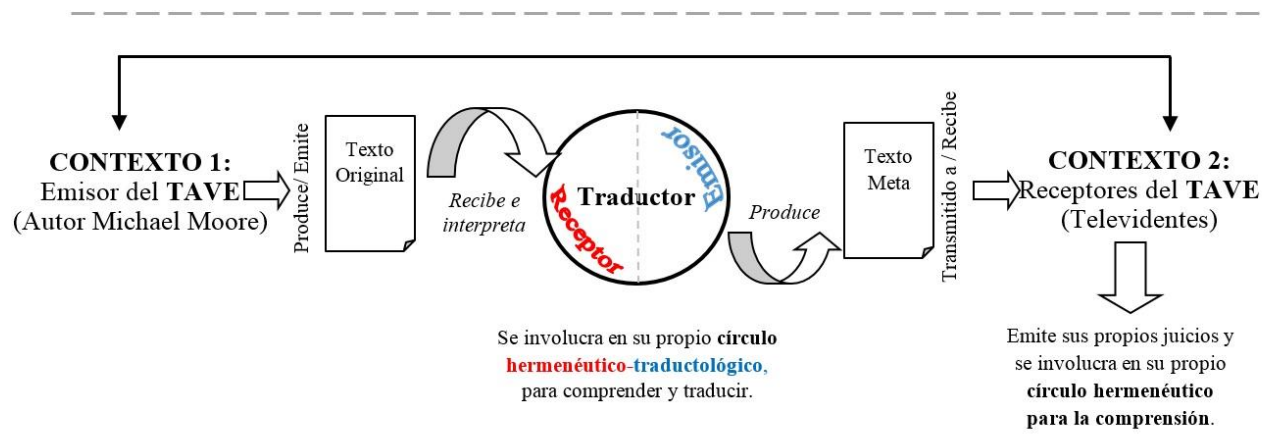 CONTEXTO 1:
Emisor del TAVE
(Autor Michael Moore)
Produce/ Emite
Texto
Original
Recibe e
interpreta
Receptor
Traductor
Emisor
Produce
Texto
Meta
Transmitido a / Recibe
CONTEXTO 2:
Receptores del TAVE
(Televidentes)
Se involucra en su propio círculo
hermenéutico-traductológico,
para comprender y traducir.
Emite sus propios juicios y
se involucra en su propio
círculo hermenéutico
para la comprensión.